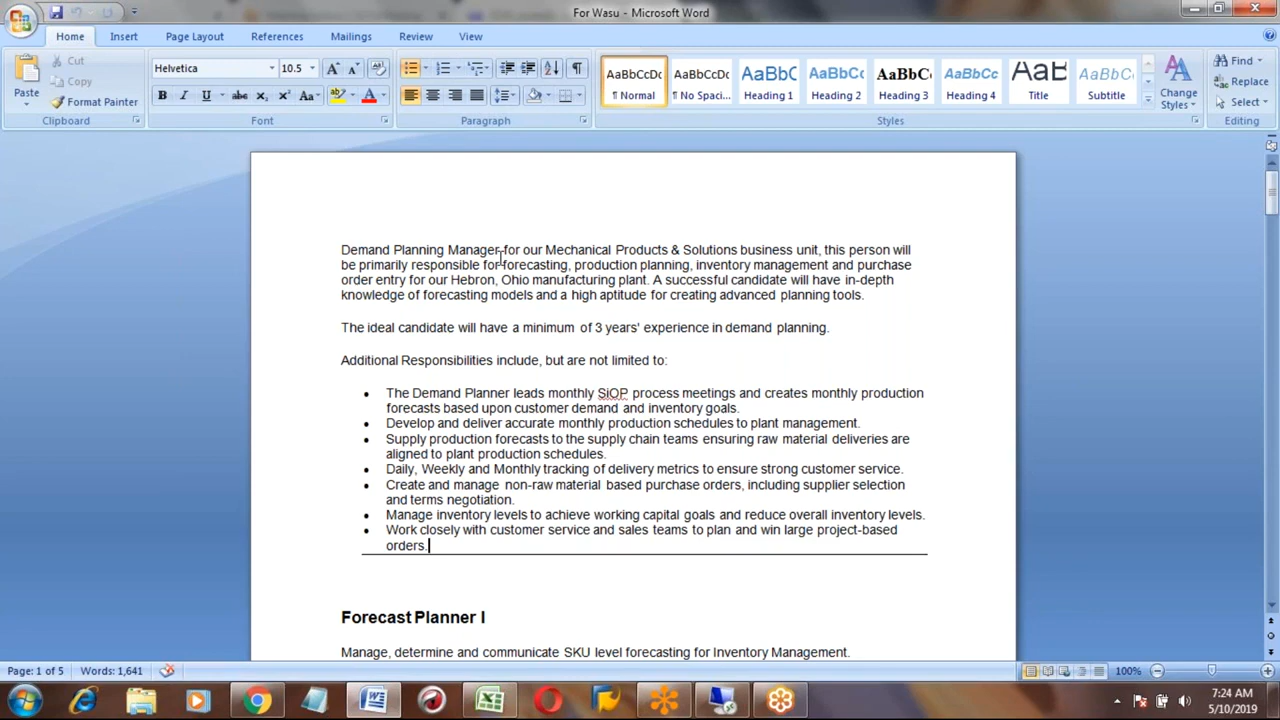 For Wasu - Microsoft Word
Home Insert Page Layout References Mailings Review View
Cut
Copy
Format Painter
Paste
Clipboard
Helvetica 10.5
Font
Paragraph
AaBbCcDc AaBbCcDc AaBbC AaBbCc AaBbC AaBbCc AaB AaBbCc
¶ Normal ¶ No Spaci... Heading 1 Heading 2 Heading 3 Heading 4 Title Subtitle
Styles
Change
Styles
Find
Replace
Select
Editing
Demand Planning Manager for our Mechanical Products & Solutions business unit, this person will
be primarily responsible for forecasting, production planning, inventory management and purchase
order entry for our Hebron, Ohio manufacturing plant. A successful candidate will have in-depth
knowledge of forecasting models and a high aptitude for creating advanced planning tools.
The ideal candidate will have a minimum of 3 years' experience in demand planning.
Additional Responsibilities include, but are not limited to:
• The Demand Planner leads monthly SiOP process meetings and creates monthly production
forecasts based upon customer demand and inventory goals.
• Develop and deliver accurate monthly production schedules to plant management.
• Supply production forecasts to the supply chain teams ensuring raw material deliveries are
aligned to plant production schedules.
• Daily, Weekly and Monthly tracking of delivery metrics to ensure strong customer service.
• Create and manage non-raw material based purchase orders, including supplier selection
and terms negotiation.
• Manage inventory levels to achieve working capital goals and reduce overall inventory levels.
• Work closely with customer service and sales teams to plan and win large project-based
orders.
Forecast Planner I
Manage, determine and communicate SKU level forecasting for Inventory Management.
Page: 1 of 5 Words: 1,641 100%
7:24 AM
5/10/2019